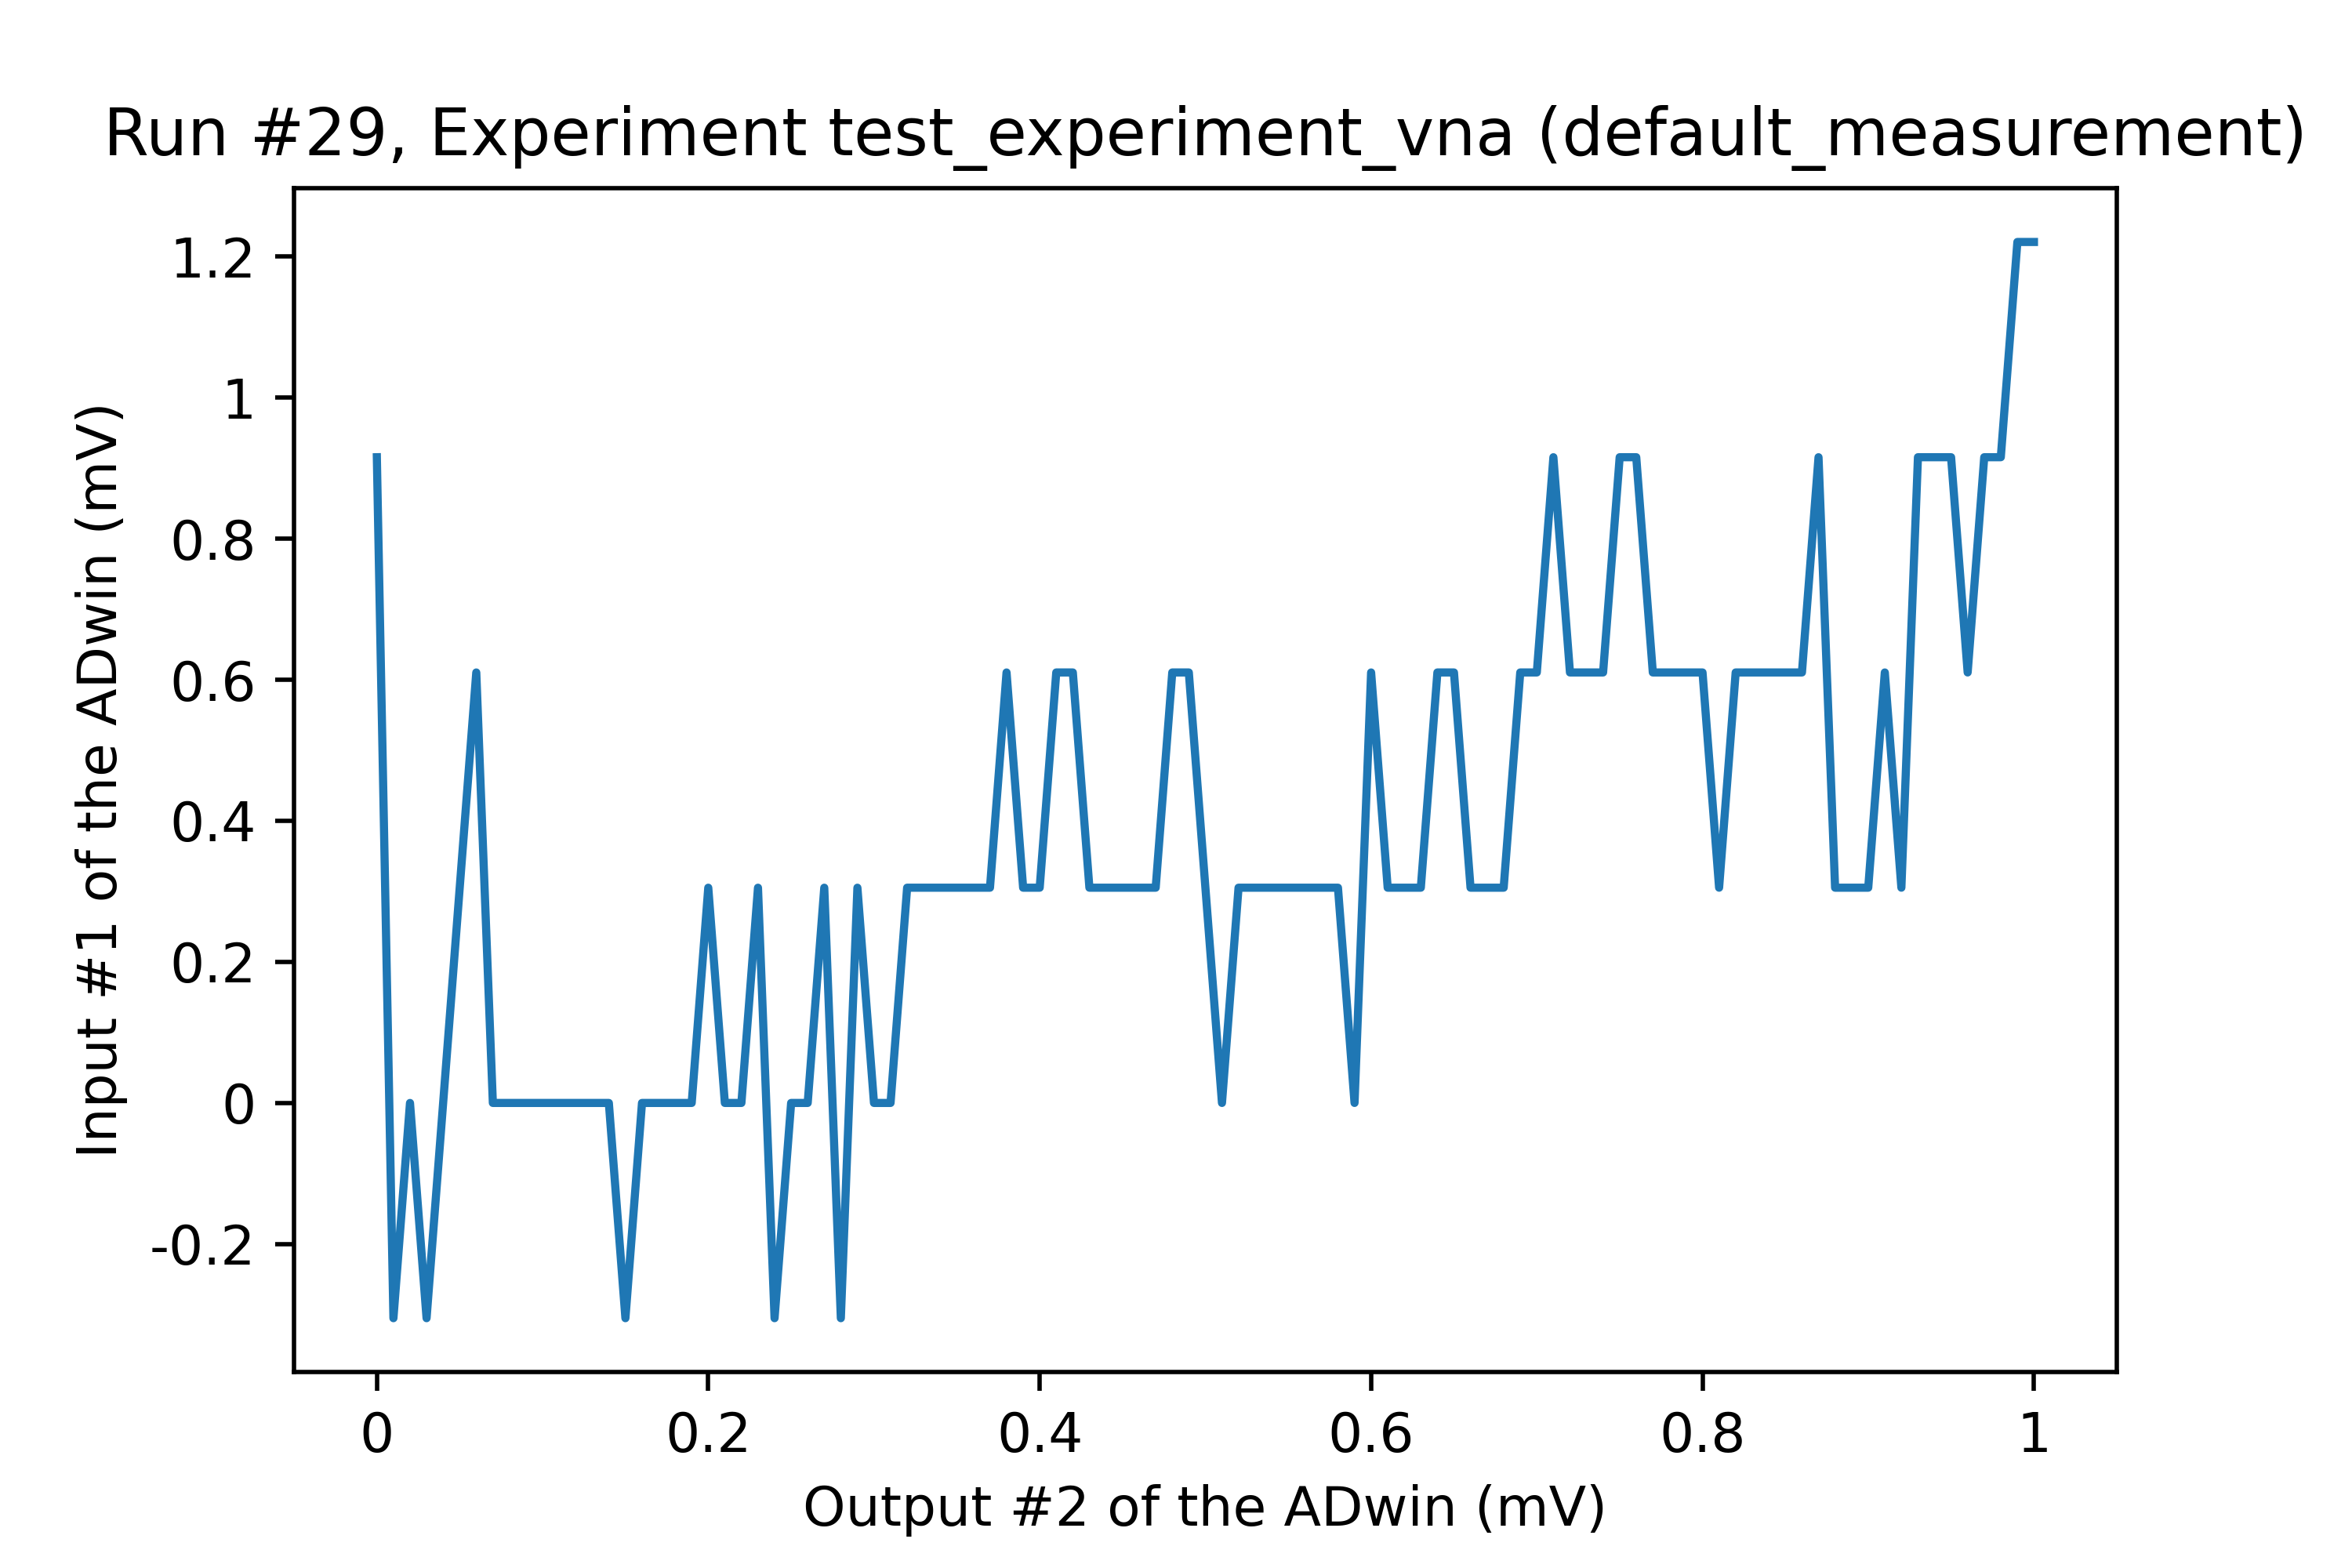 Run #29, Experiment test_experiment_vna (default_measurement)
Input #1 of the ADwin (mV)
1.2
1
0.8
0.6
0.4
0.2
0
-0.2
0 0.2 0.4 0.6 0.8 1
Output #2 of the ADwin (mV)